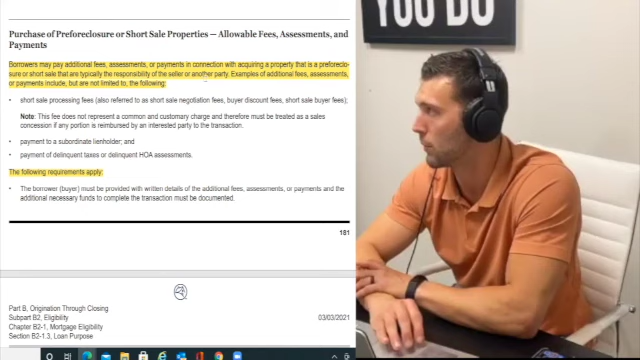 Purchase of Preforeclosure or Short Sale Properties – Allowable Fees, Assessments, and
Payments
Borrowers may pay additional fees, assessments, or payments in connection with acquiring a property that is a preforeclo-
sure or short sale that are typically the responsibility of the seller or another party. Examples of additional fees, assessments,
or payments include, but are not limited to, the following:
• short sale processing fees (also referred to as short sale negotiation fees, buyer discount fees, short sale buyer fees);
Note: This fee does not represent a common and customary charge and therefore must be treated as a sales
concession if any portion is reimbursed by an interested party to the transaction.
• payment to a subordinate lienholder; and
• payment of delinquent taxes or delinquent HOA assessments.
The following requirements apply:
• The borrower (buyer) must be provided with written details of the additional fees, assessments, or payments and the
additional necessary funds to complete the transaction must be documented.
181
Part B, Origination Through Closing
Subpart B2, Eligibility
Chapter B2-1, Mortgage Eligibility
Section B2-1.3, Loan Purpose
03/03/2021
YOU DO